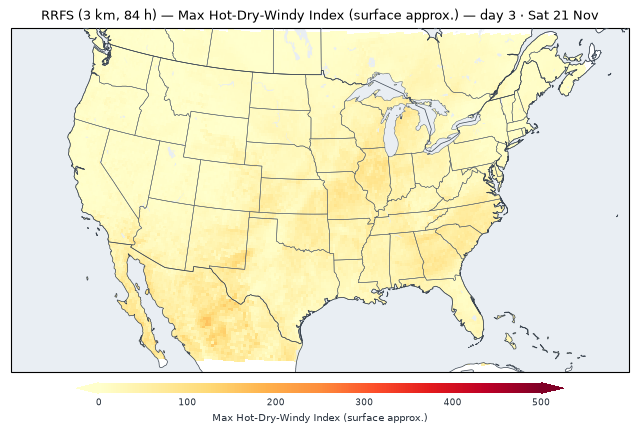 RRFS (3 km, 84 h) — Max Hot-Dry-Windy Index (surface approx.) — day 3 · Sat 21 Nov
0 100 200 300 400 500
Max Hot-Dry-Windy Index (surface approx.)